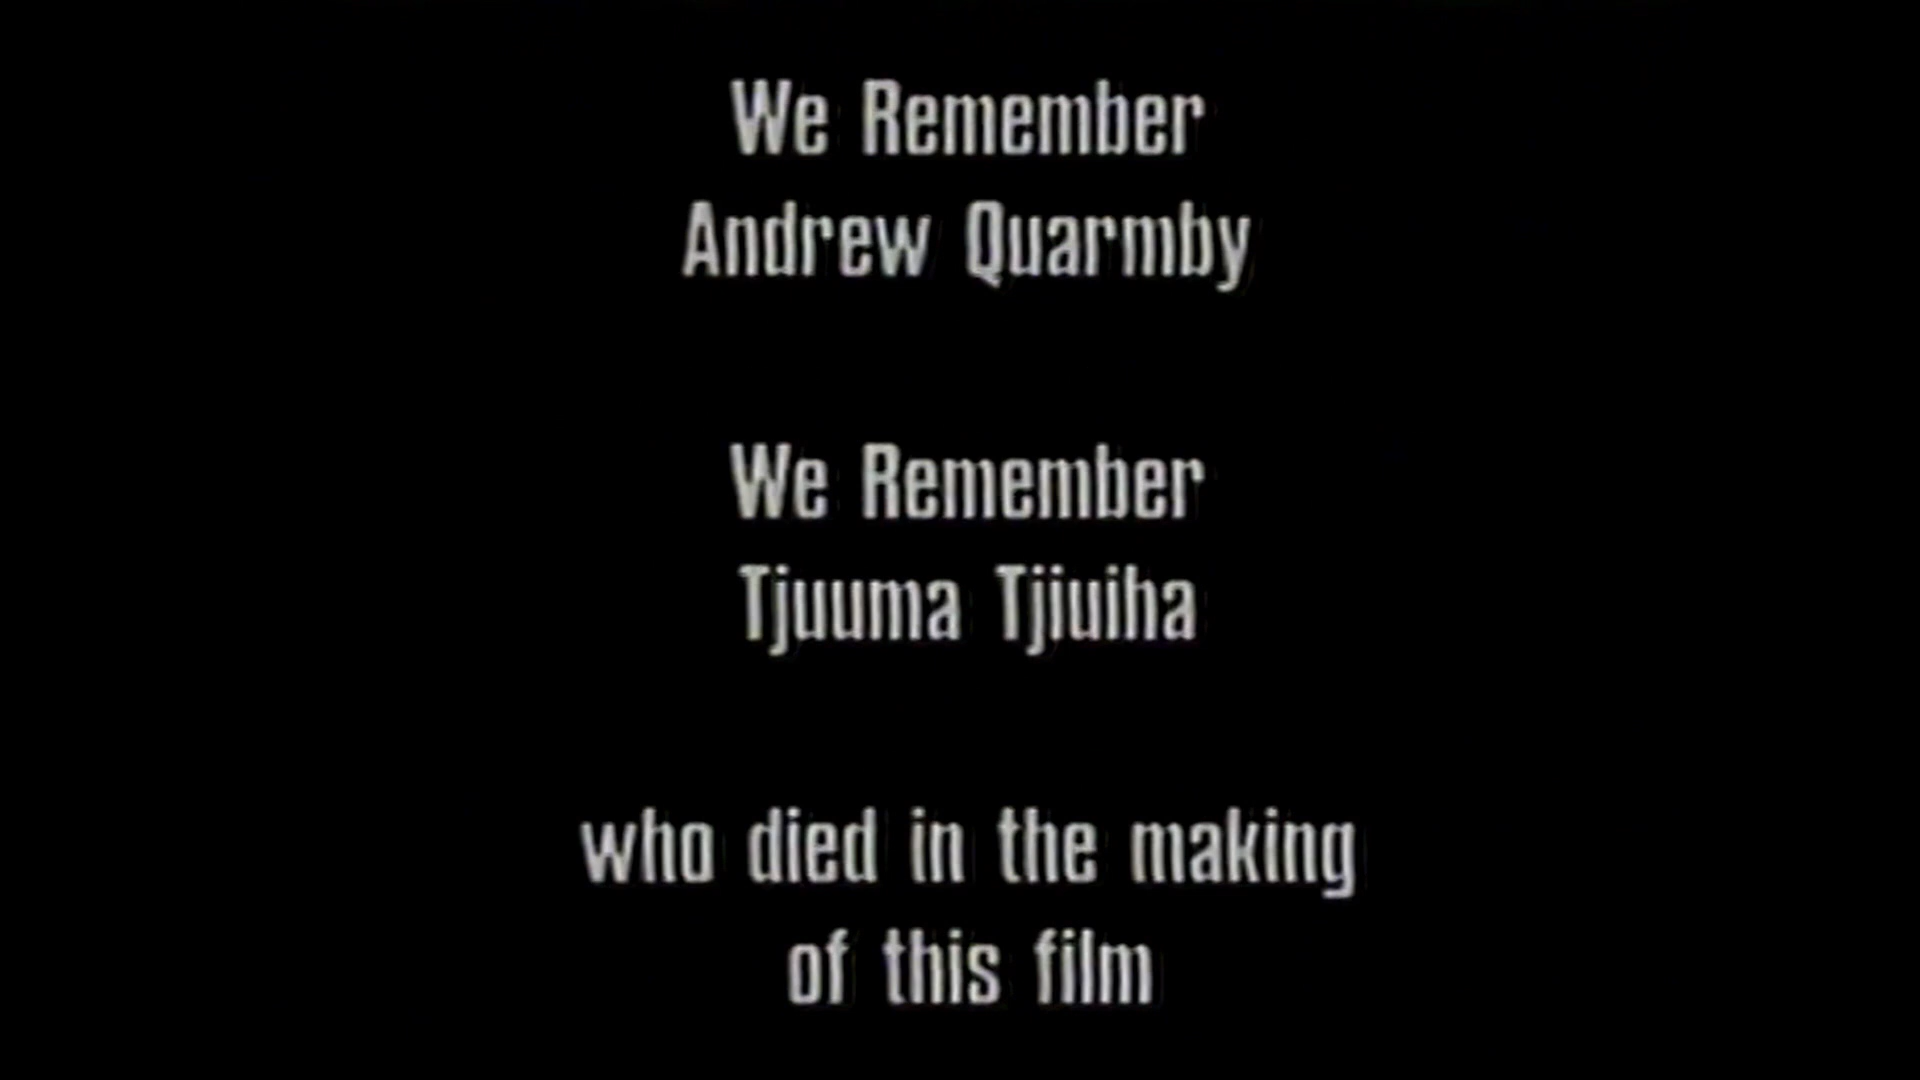 We Remember
Andrew Quarmby
We Remember
Tjuuma Tjiuiha
who died in the making
of this film